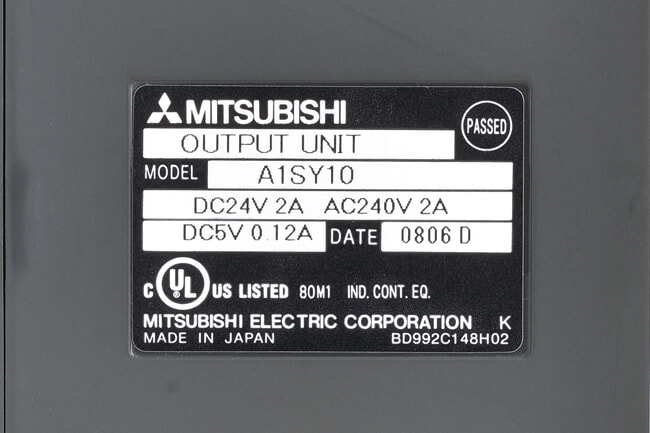 MITSUBISHI
PASSED
OUTPUT UNIT
MODEL A1SY10
DC24V 2A AC240V 2A
DC5V 0.12A DATE 0806 D
C UL US LISTED 80M1 IND. CONT. EQ.
MITSUBISHI ELECTRIC CORPORATION K
MADE IN JAPAN BD992C148H02